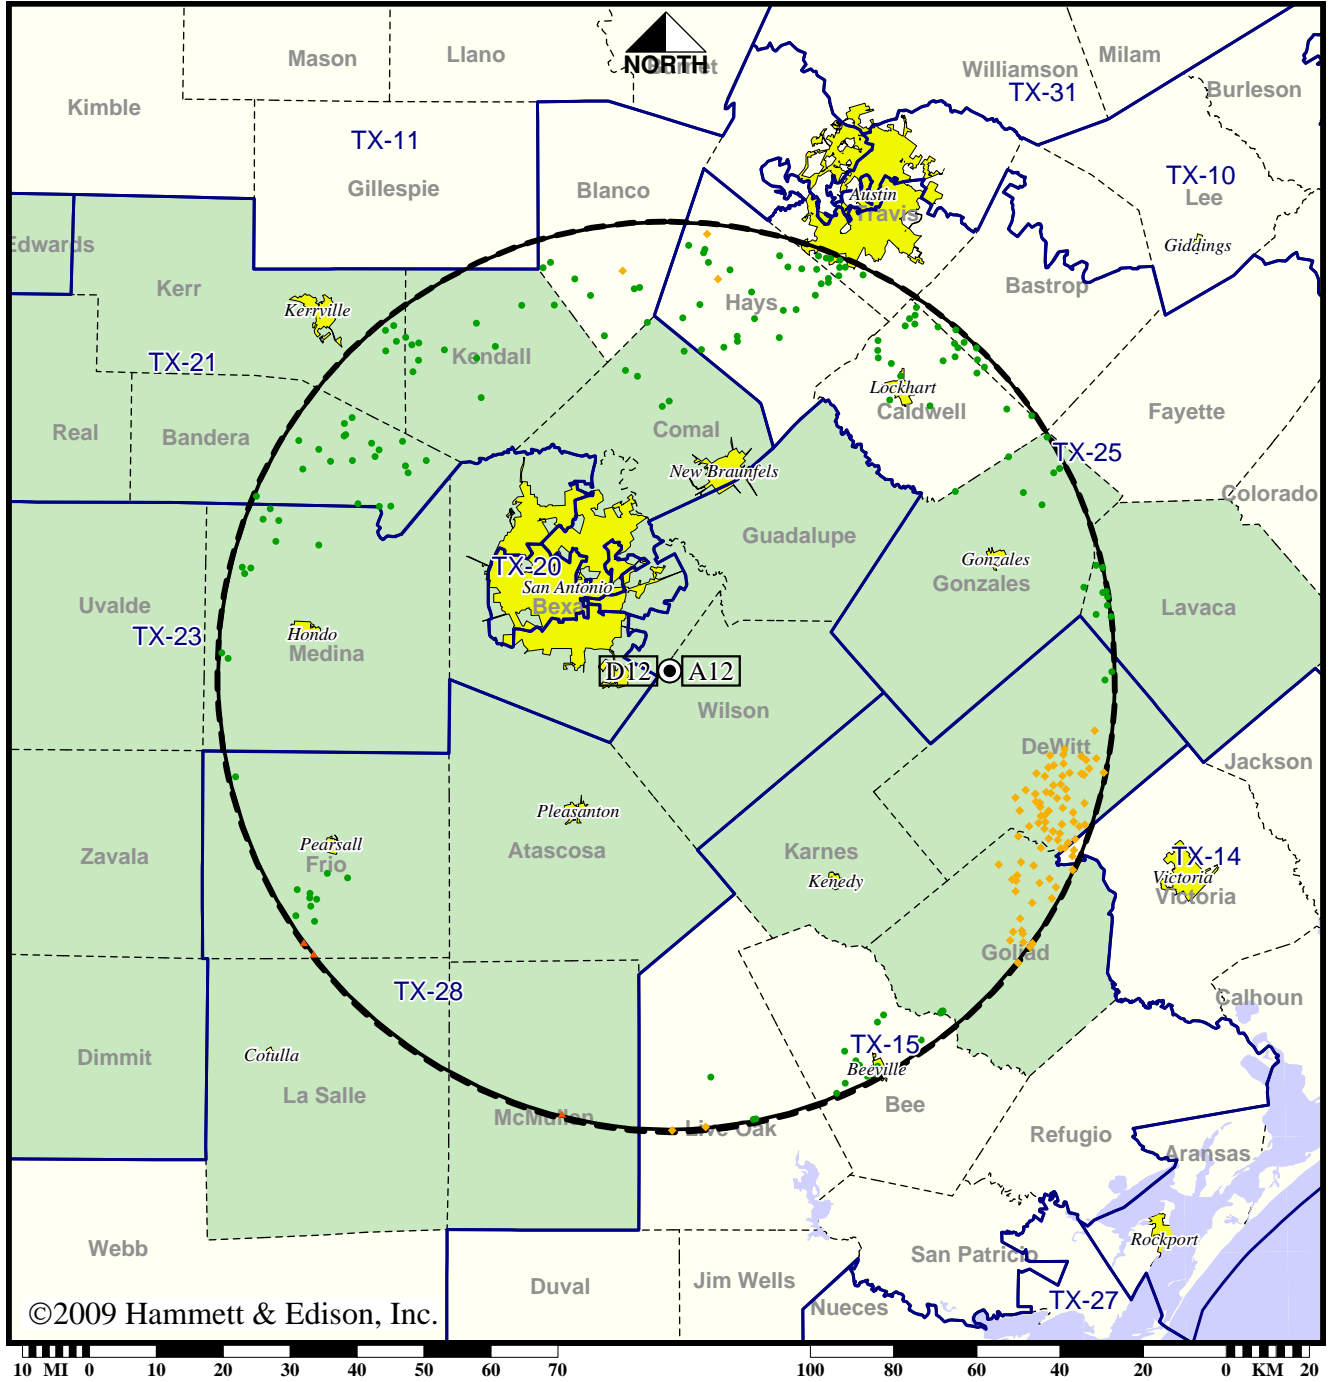 Mason
Llano
Burnet
NORTH
Williamson
Milam
TX-31
Burleson
Kimble
TX-11
Gillespie
Blanco
TX-10
Lee
Austin
Travis
Giddings
Edwards
Kerr
Kerrville
Hays
Bastrop
TX-21
Kendall
Lockhart
Caldwell
Fayette
Real
Bandera
Comal
TX-25
New Braunfels
Colorado
Guadalupe
TX-20
San Antonio
Bexa
Gonzales
Gonzales
Uvalde
TX-23
Hondo
Medina
Lavaca
D12
A12
Wilson
DeWitt
Jackson
Pleasanton
Pearsall
Frio
Atascosa
Zavala
Karnes
Kenedy
TX-14
Victoria
Victoria
Goliad
TX-28
Calhoun
Dimmit
Cotulla
La Salle
TX-15
Beeville
Bee
McMullen
Live Oak
Refugio
Aransas
Webb
Duval
Jim Wells
San Patricio
Rockport
Nueces
TX-27
©2009 Hammett & Edison, Inc.
10 MI 0 10 20 30 40 50 60 70
100 80 60 40 20 0 KM 20